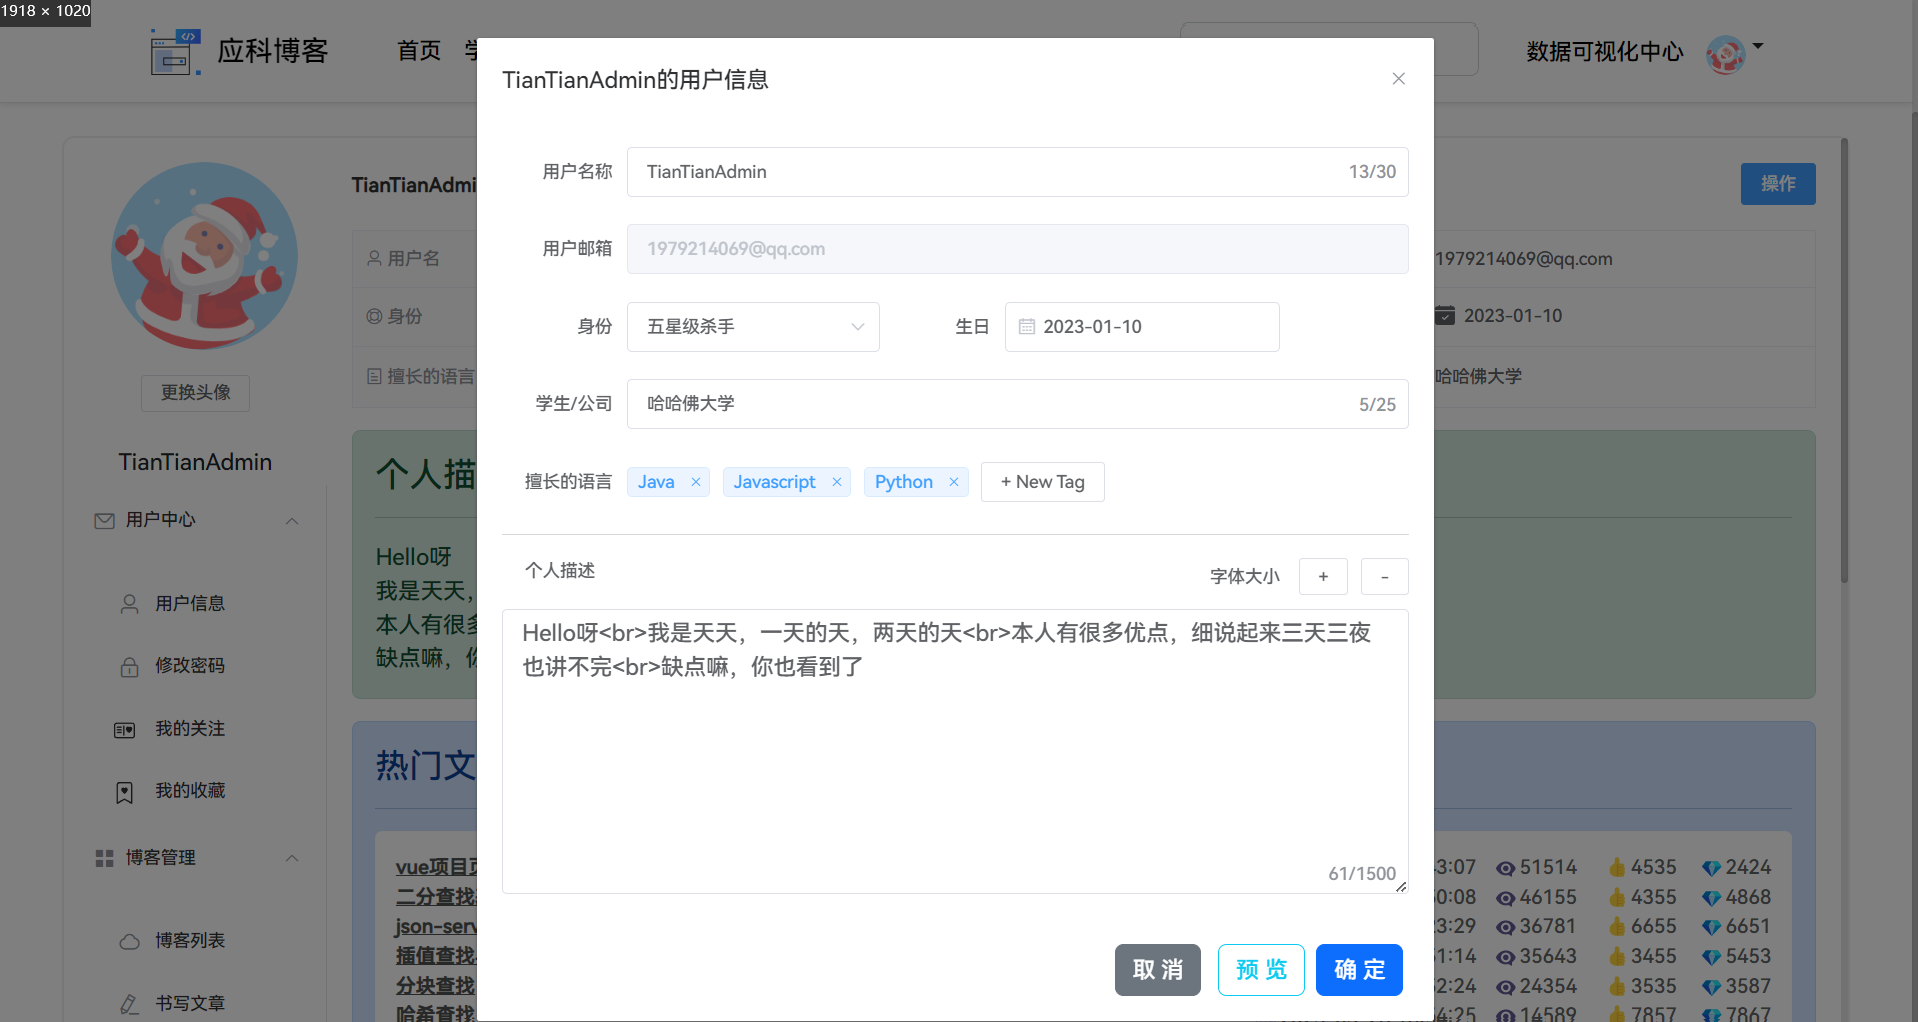 1918 × 1020
应科博客
首页
数据可视化中心
TianTianAdmin的用户信息
操作
用户名称 TianTianAdmin 13/30
用户邮箱 1979214069@qq.com
身份 五星级杀手 生日 2023-01-10
学生/公司 哈哈佛大学 5/25
擅长的语言 Java Javascript Python + New Tag
个人描述 字体大小 + -
Hello呀<br>我是天天，一天的天，两天的天<br>本人有很多优点，细说起来三天三夜
也讲不完<br>缺点嘛，你也看到了
61/1500
取 消 预 览 确 定
更换头像
TianTianAdmin
用户中心
用户信息
修改密码
我的关注
我的收藏
博客管理
博客列表
书写文章
TianTianAdmi
用户名
1979214069@qq.com
身份
2023-01-10
擅长的语言
哈哈佛大学
个人描
Hello呀
我是天天，
本人有很多
缺点嘛，你
热门文
vue项目页
二分查找
json-serv
插值查找
分块查找
哈希查找
3:07 51514 4535 2424
0:08 46155 4355 4868
3:29 36781 6655 6651
1:14 35643 3455 5453
2:24 24354 3535 3587
4:25 14589 7857 7867